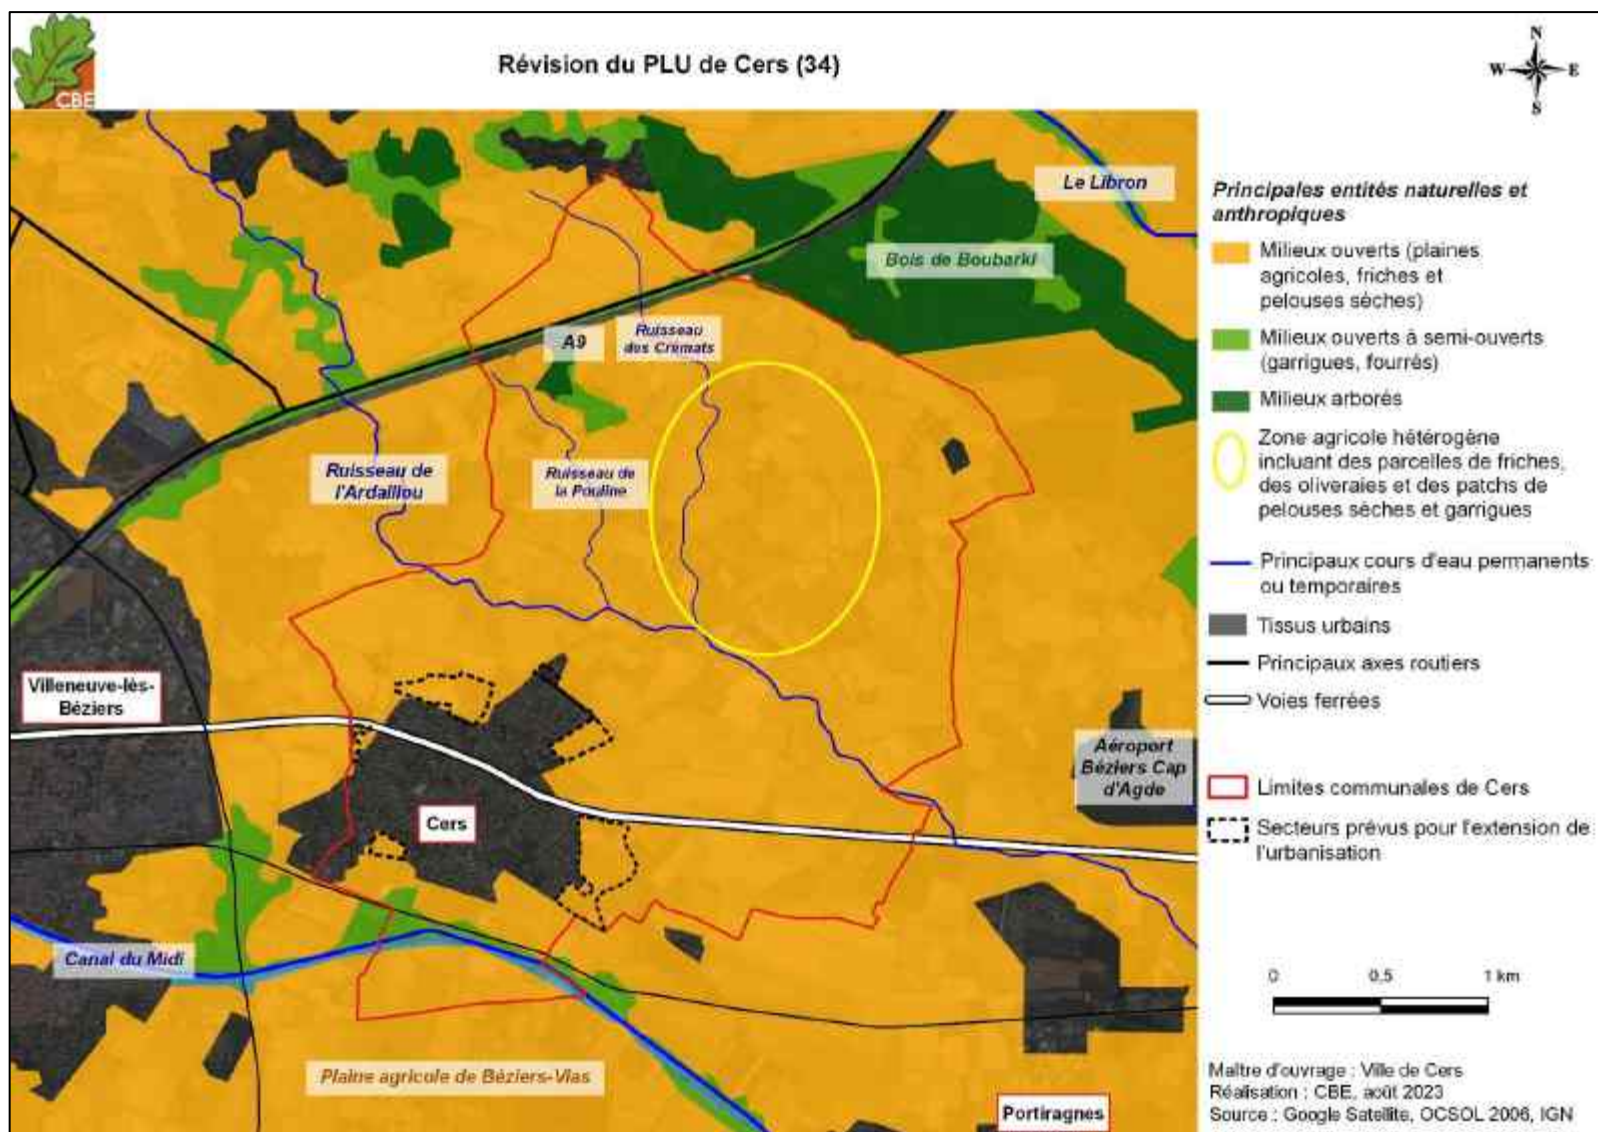 CBE
Révision du PLU de Cers (34)
N
W
E
S
Le Libron
Bois de Boubarki
A9
Ruisseau
des Cremats
Ruisseau de
l'Ardaillou
Ruisseau de
la Pouline
Villeneuve-lés-
Béziers
Cers
Aéroport
Béziers Cap
d'Agde
Canal du Midi
Plaine agricole de Béziers-Vias
Portiragnes
Principales entités naturelles et
anthropiques
Milieux ouverts (plaines
agricoles, friches et
pelouses sèches)
Milieux ouverts à semi-ouverts
(garrigues, fourrés)
Milieux arborés
Zone agricole hétérogène
incluant des parcelles de friches,
des oliveraies et des patchs de
pelouses sèches et garrigues
Principaux cours d'eau permanents
ou temporaires
Tissus urbains
Principaux axes routiers
Voies ferrées
Limites communales de Cers
Secteurs prévus pour l'extension de
l'urbanisation
0 0,5 1 km
Maître d'ouvrage : Ville de Cers
Réalisation : CBE, août 2023
Source : Google Satellite, OCSOL 2006, IGN